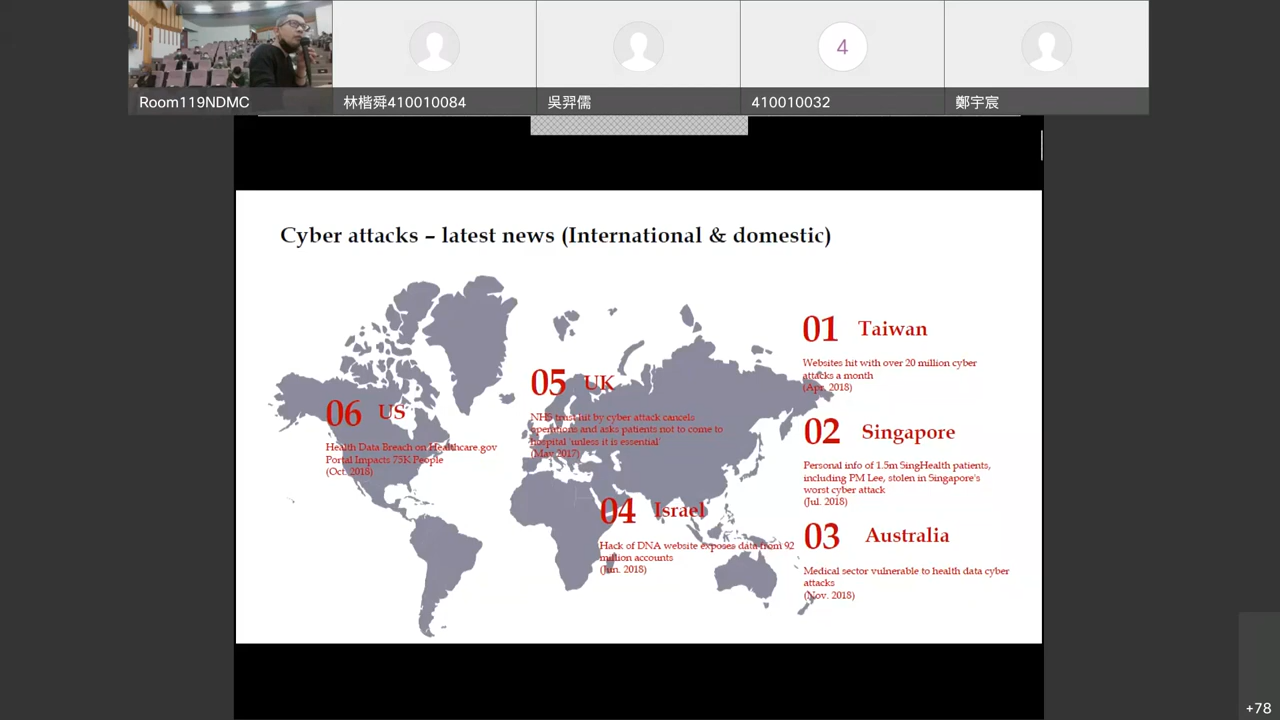 Room119NDMC
林楷舜410010084
吳羿儒
4
410010032
鄭宇宸
Cyber attacks – latest news (International & domestic)
01 Taiwan
Websites hit with over 20 million cyber
attacks a month
(Apr. 2018)
02 Singapore
Personal info of 1.5m SingHealth patients,
including PM Lee, stolen in Singapore's
worst cyber attack
(Jul. 2018)
03 Australia
Medical sector vulnerable to health data cyber
attacks
(Nov. 2018)
04 Israel
Hack of DNA website exposes data from 92
million accounts
(Jun. 2018)
05 UK
NHS trust hit by cyber attack cancels
operations and asks patients not to come to
hospital 'unless it is essential'
(May 2017)
06 US
Health Data Breach on Healthcare.gov
Portal Impacts 75K People
(Oct. 2018)
+78